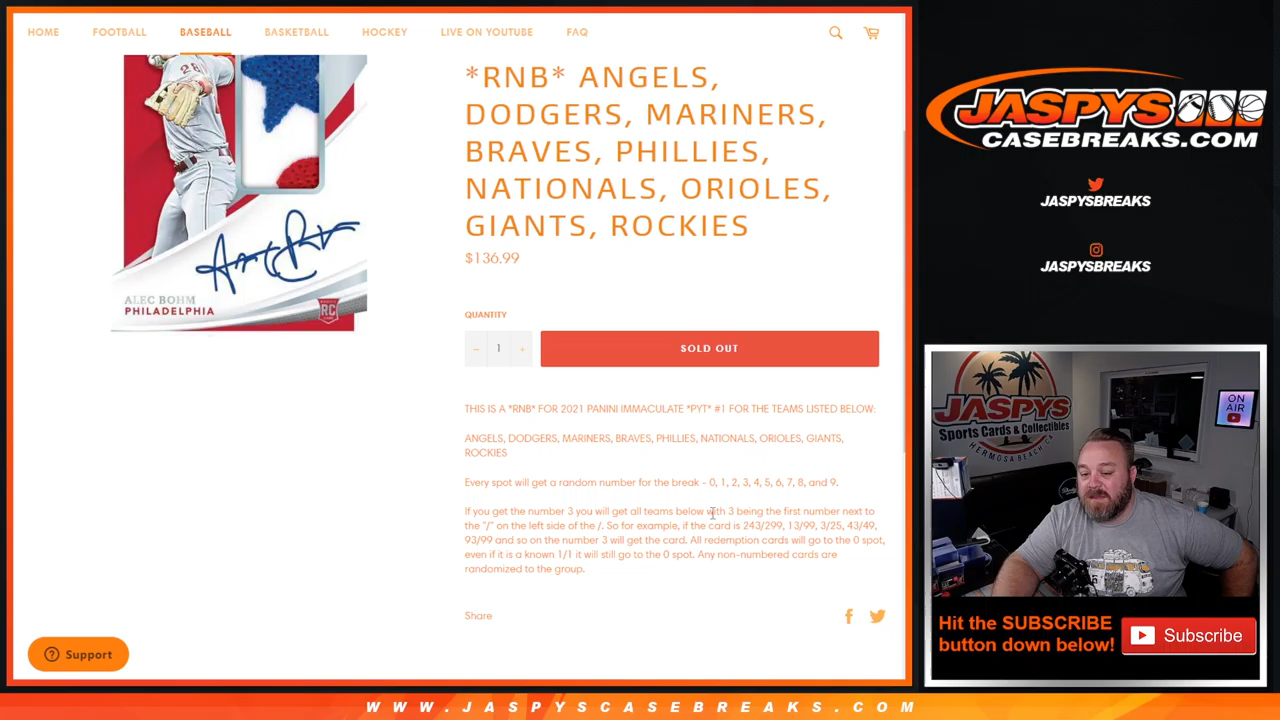 HOME FOOTBALL BASEBALL BASKETBALL HOCKEY LIVE ON YOUTUBE FAQ
*RNB* ANGELS,
DODGERS, MARINERS,
BRAVES, PHILLIES,
NATIONALS, ORIOLES,
GIANTS, ROCKIES
$136.99
QUANTITY
− 1 +
SOLD OUT
THIS IS A *RNB* FOR 2021 PANINI IMMACULATE *PYT* #1 FOR THE TEAMS LISTED BELOW:
ANGELS, DODGERS, MARINERS, BRAVES, PHILLIES, NATIONALS, ORIOLES, GIANTS,
ROCKIES
Every spot will get a random number for the break - 0, 1, 2, 3, 4, 5, 6, 7, 8, and 9.
If you get the number 3 you will get all teams below with 3 being the first number next to
the "/" on the left side of the /. So for example, if the card is 243/299, 13/99, 3/25, 43/49,
93/99 and so on the number 3 will get the card. All redemption cards will go to the 0 spot,
even if it is a known 1/1 it will still go to the 0 spot. Any non-numbered cards are
randomized to the group.
Share
28
ALEC BOHM
PHILADELPHIA
RC
Support
JASPYS
CASEBREAKS.COM
JASPYSBREAKS
JASPYSBREAKS
JASPYS
Sports Cards & Collectibles
HERMOSA BEACH CA
ON
AIR
Hit the SUBSCRIBE
button down below!
Subscribe
WWW.JASPYSCASEBREAKS.COM